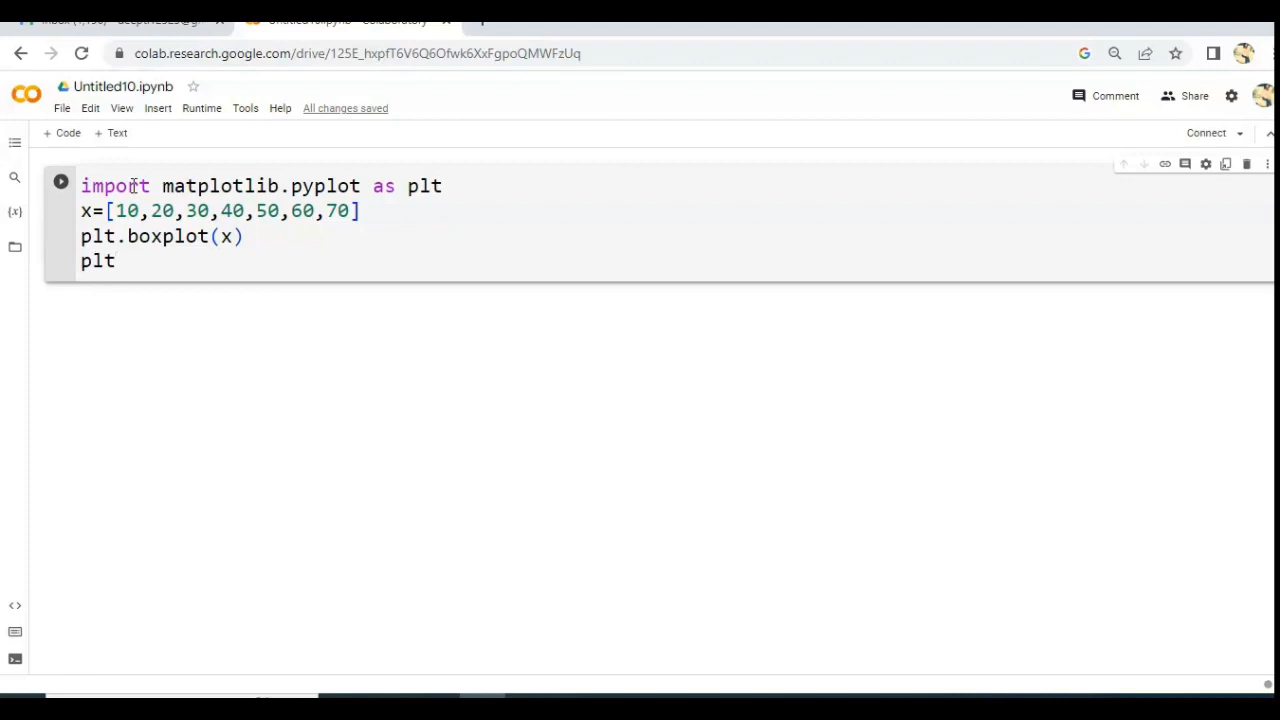 colab.research.google.com/drive/125E_hxpfT6V6Q6Ofwk6XxFgpoQMWFzUq
G
CO
Untitled10.ipynb
Comment
Share
File Edit View Insert Runtime Tools Help All changes saved
+ Code + Text
Connect
import matplotlib.pyplot as plt
x=[10,20,30,40,50,60,70]
{x}
plt.boxplot(x)
plt
<>